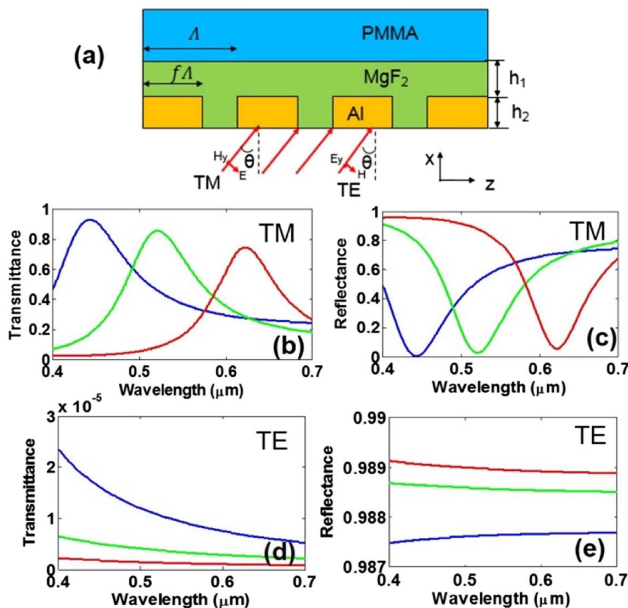 (a)
Λ
PMMA
fΛ
MgF₂
h₁
Al
h₂
Hy
E
θ
TM
Ey
H
θ
TE
x
z
1
0.8
0.6
0.4
0.2
0
0.4 0.5 0.6 0.7
Transmittance
Wavelength (μm)
TM
(b)
1
0.8
0.6
0.4
0.2
0
0.4 0.5 0.6 0.7
Reflectance
Wavelength (μm)
TM
(c)
3 x 10⁻⁵
2
1
0
0.4 0.5 0.6 0.7
Transmittance
Wavelength (μm)
TE
(d)
0.99
0.989
0.988
0.987
0.4 0.5 0.6 0.7
Reflectance
Wavelength (μm)
TE
(e)